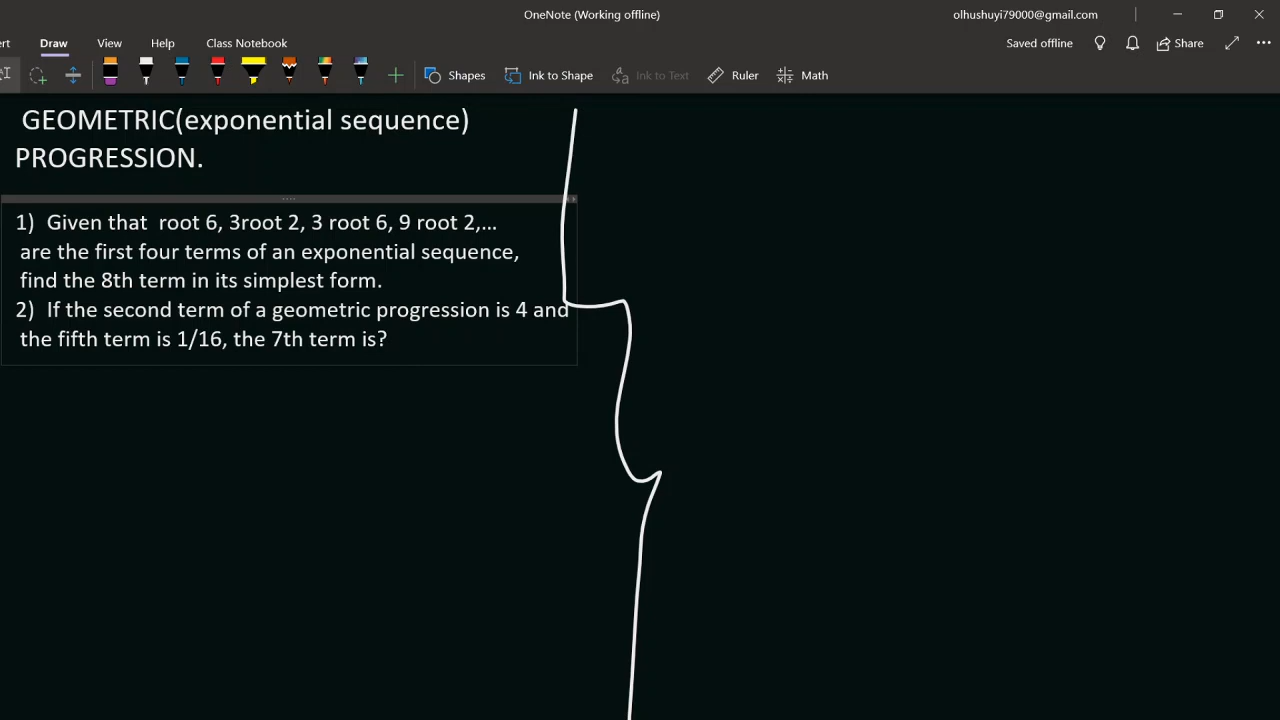 OneNote (Working offline)
olhushuyi79000@gmail.com
rt Draw View Help Class Notebook
Saved offline
Share
Shapes
Ink to Shape
Ink to Text
Ruler
Math
GEOMETRIC(exponential sequence)
PROGRESSION.
1) Given that root 6, 3root 2, 3 root 6, 9 root 2,...
are the first four terms of an exponential sequence,
find the 8th term in its simplest form.
2) If the second term of a geometric progression is 4 and
the fifth term is 1/16, the 7th term is?